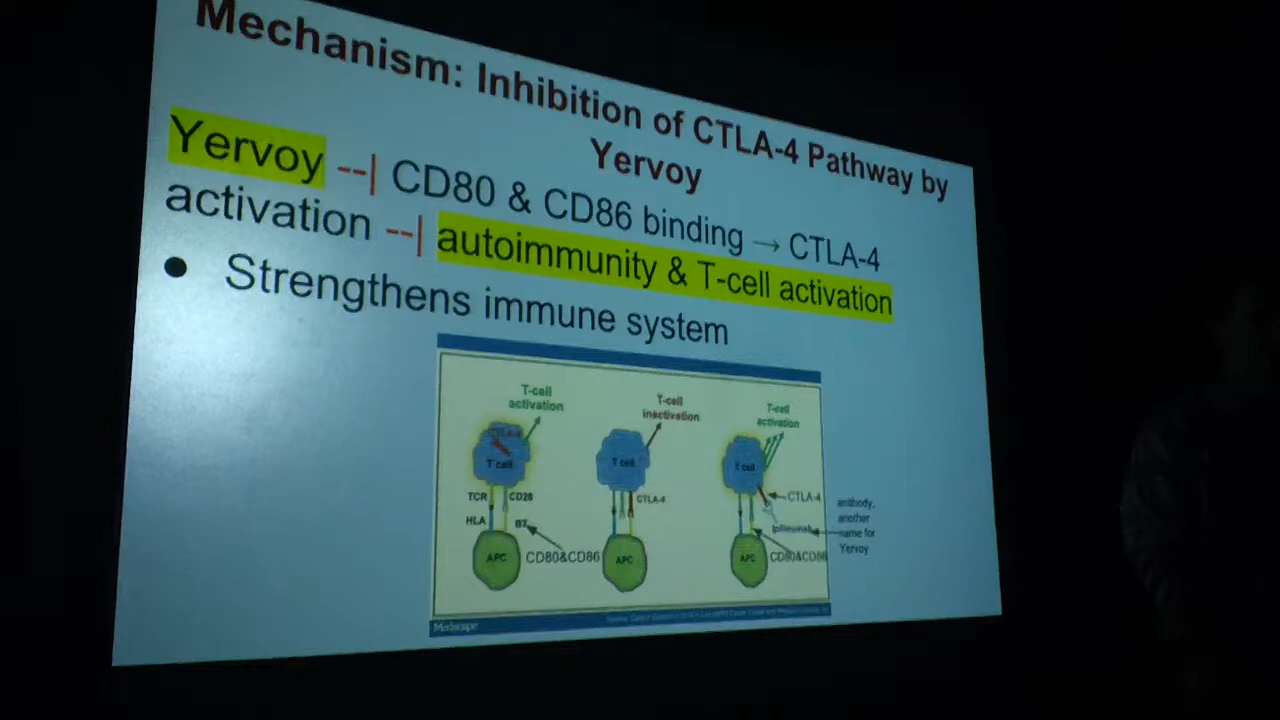 Mechanism: Inhibition of CTLA-4 Pathway by
Yervoy
Yervoy --| CD80 & CD86 binding → CTLA-4
activation --| autoimmunity & T-cell activation
● Strengthens immune system
T-cell
activation
T-cell
inactivation
T-cell
activation
CTLA-4
T cell
T cell
T cell
TCR
CD28
CTLA-4
CTLA-4
HLA
B7
Ipilimumab
antibody,
another
name for
Yervoy
APC
CD80&CD86
APC
APC
CD80&CD86
Medscape